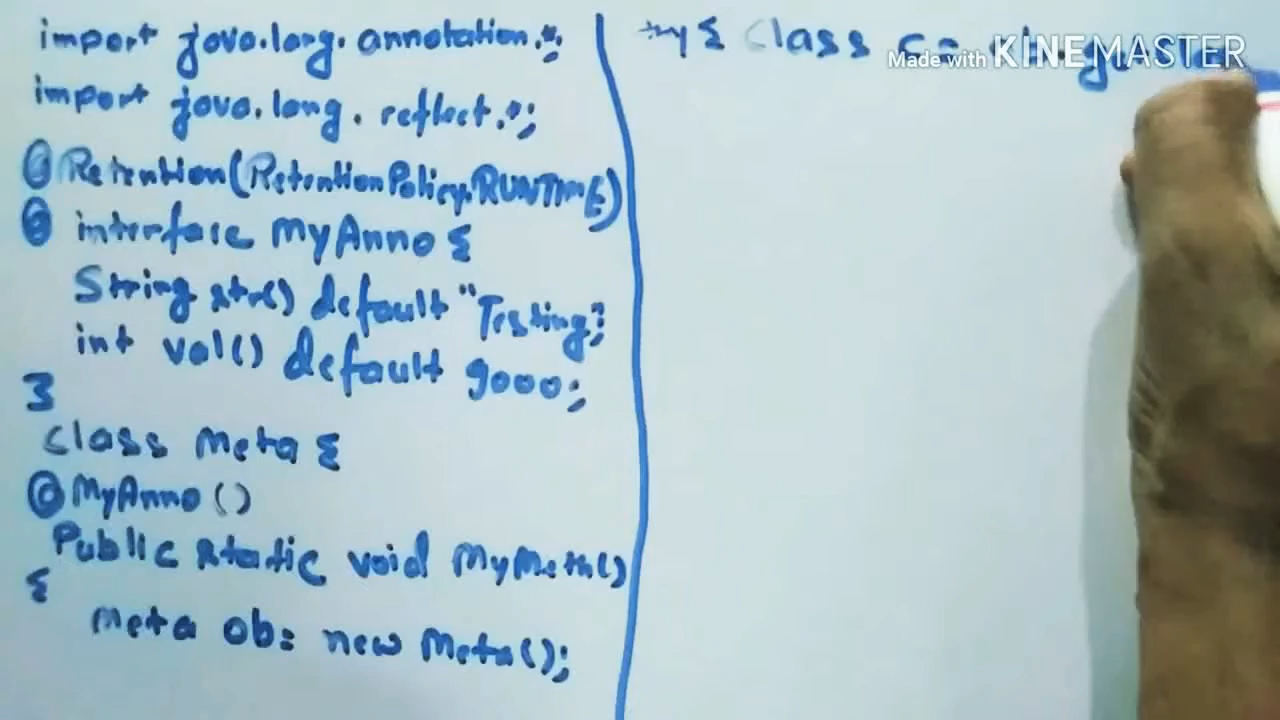 import java.lang.annotation.*;
import java.lang.reflect.*;
@Retention(RetentionPolicy.RUNTIME)
@ interface MyAnno {
String str() default "Testing";
int val() default 9000;
}
class Meta {
@MyAnno()
Public static void MyMeth()
{
Meta ob= new Meta();
try{ Class c=
Made with KINEMASTER